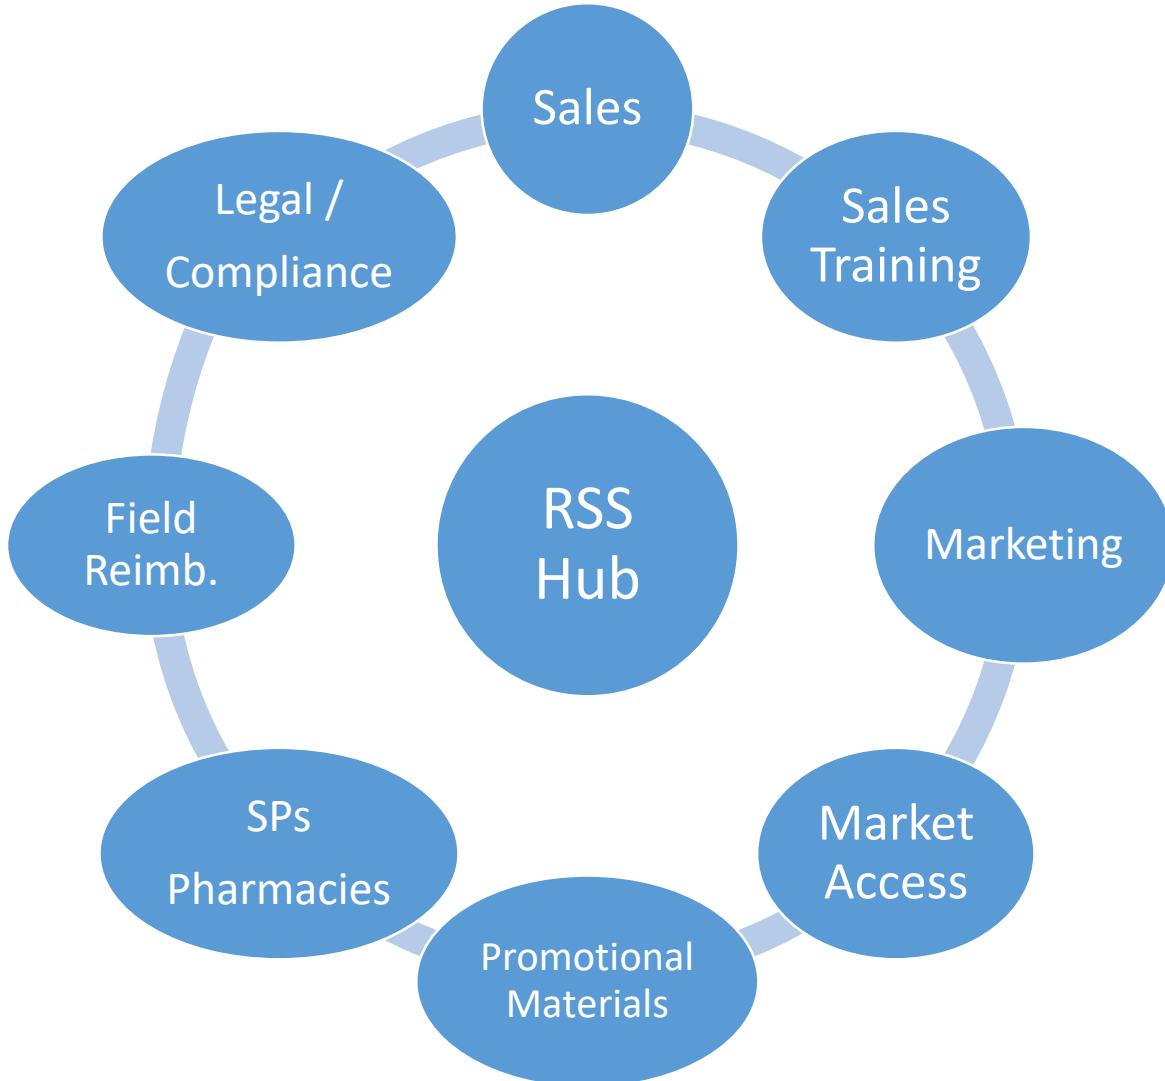 Sales
Sales
Training
Marketing
Market
Access
Promotional
Materials
SPs
Pharmacies
Field
Reimb.
Legal /
Compliance
RSS
Hub